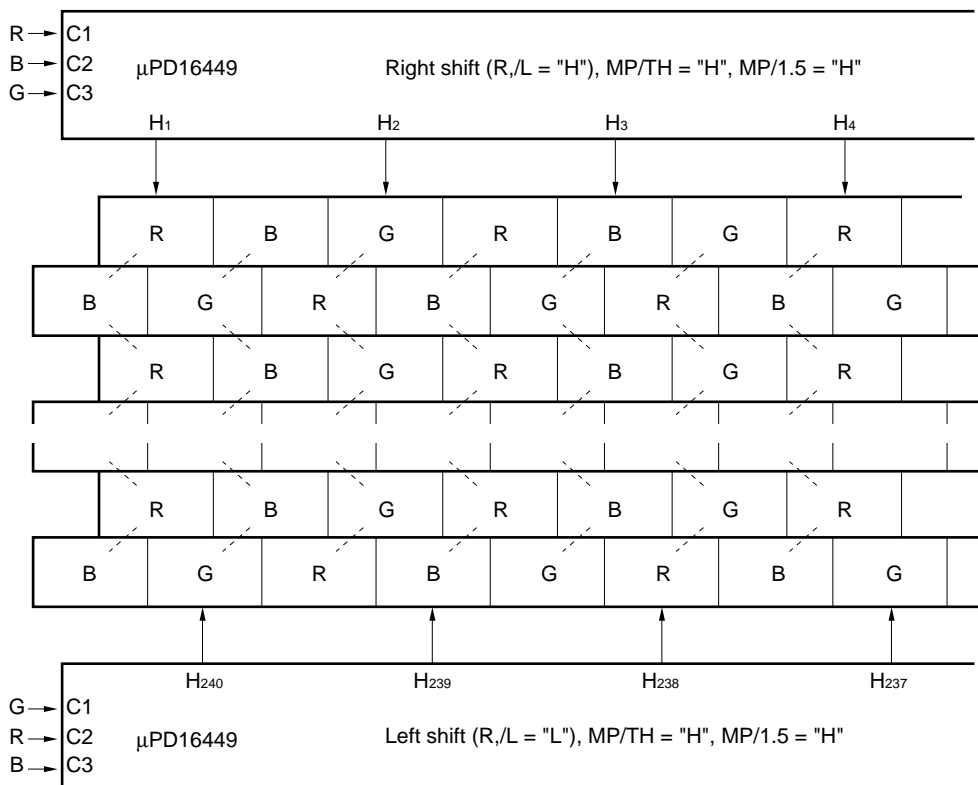 R C1
B C2
G C3
μPD16449 Right shift (R,/L = "H"), MP/TH = "H", MP/1.5 = "H"
H1 H2 H3 H4
R B G R B G R
B G R B G R B G
R B G R B G R
R B G R B G R
B G R B G R B G
H240 H239 H238 H237
G C1
R C2
B C3
μPD16449 Left shift (R,/L = "L"), MP/TH = "H", MP/1.5 = "H"